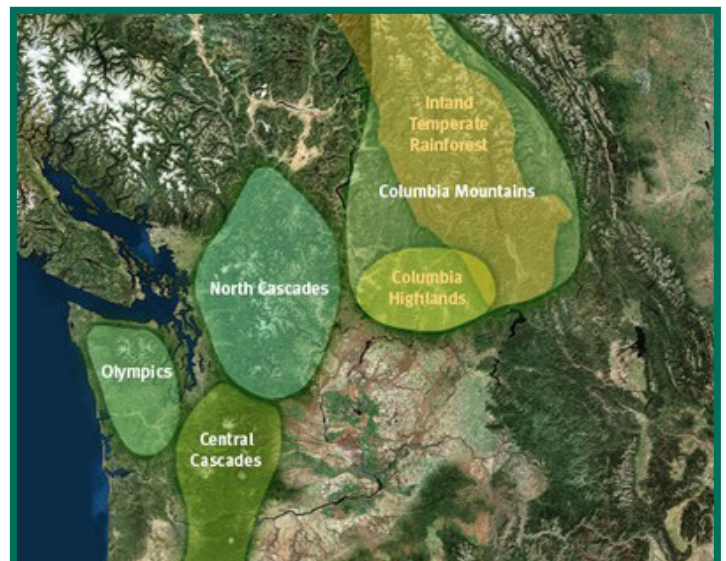 Inland
Temperate
Rainforest
Columbia Mountains
North Cascades
Columbia
Highlands
Olympics
Central
Cascades